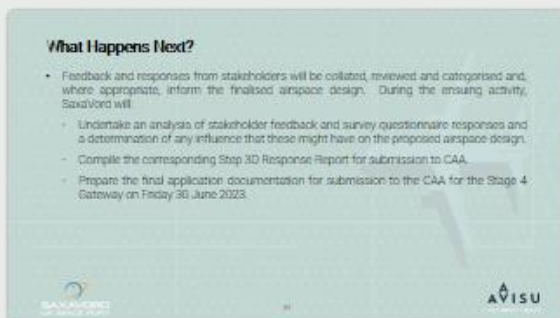 What Happens Next?
• Feedback and responses from stakeholders will be collated, reviewed and categorised and,
where appropriate, inform the finalised airspace design. During the ensuing activity,
SaxaVord will:
- Undertake an analysis of stakeholder feedback and survey questionnaire responses and
a determination of any influence that these might have on the proposed airspace design.
- Compile the corresponding Step 3D Response Report for submission to CAA.
- Prepare the final application documentation for submission to the CAA for the Stage 4
Gateway on Friday 30 June 2023.
SAXAVORD
AVISU